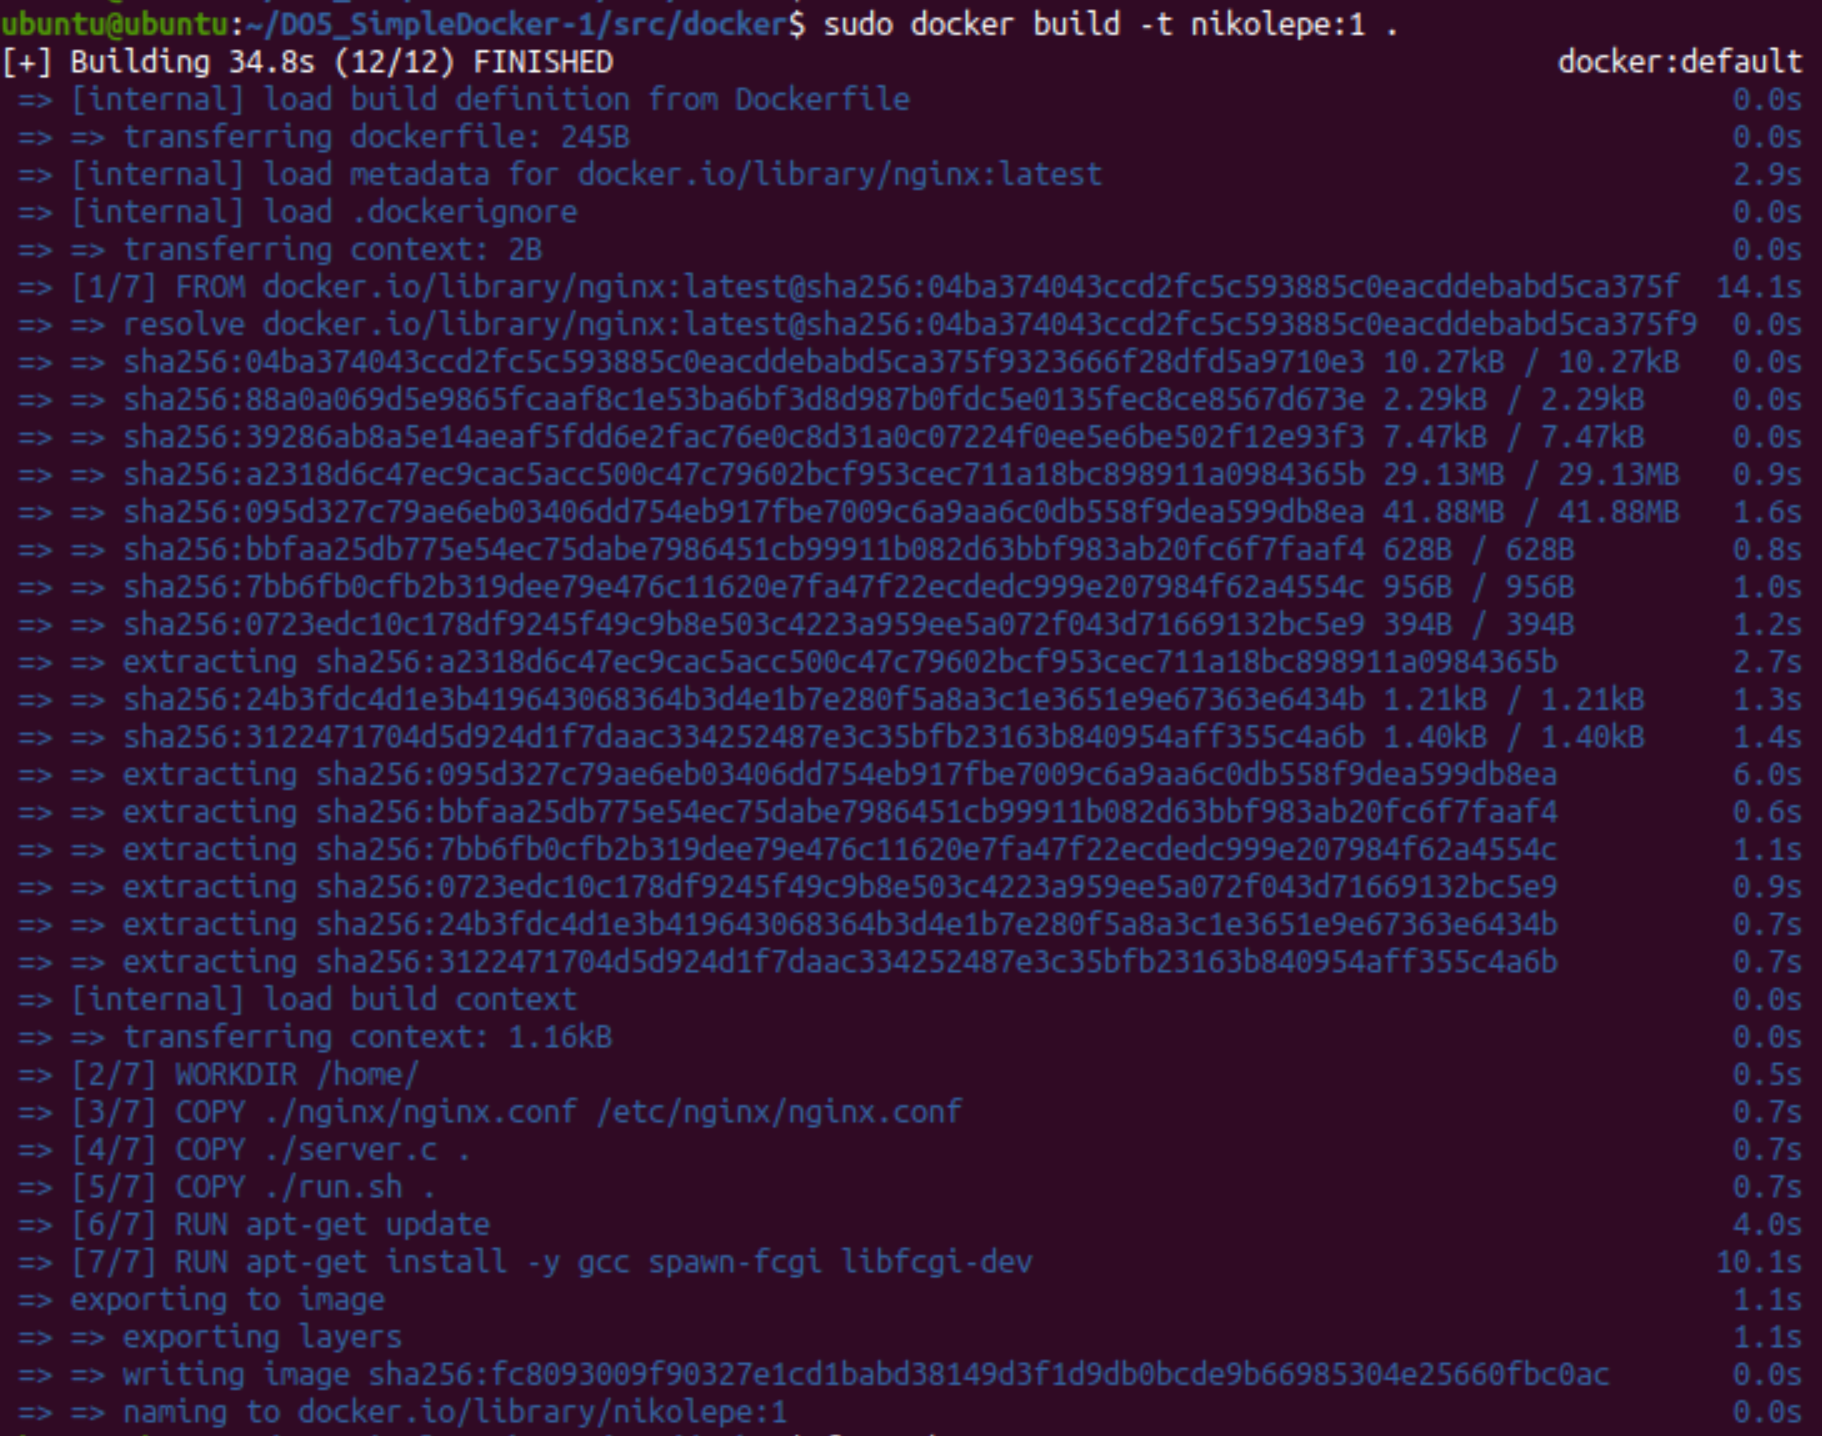 ubuntu@ubuntu:~/DO5_SimpleDocker-1/src/docker$ sudo docker build -t nikolepe:1 .
[+] Building 34.8s (12/12) FINISHED docker:default
=> [internal] load build definition from Dockerfile 0.0s
=> => transferring dockerfile: 245B 0.0s
=> [internal] load metadata for docker.io/library/nginx:latest 2.9s
=> [internal] load .dockerignore 0.0s
=> => transferring context: 2B 0.0s
=> [1/7] FROM docker.io/library/nginx:latest@sha256:04ba374043ccd2fc5c593885c0eacddebabd5ca375f 14.1s
=> => resolve docker.io/library/nginx:latest@sha256:04ba374043ccd2fc5c593885c0eacddebabd5ca375f9 0.0s
=> => sha256:04ba374043ccd2fc5c593885c0eacddebabd5ca375f9323666f28dfd5a9710e3 10.27kB / 10.27kB 0.0s
=> => sha256:88a0a069d5e9865fcaaf8c1e53ba6bf3d8d987b0fdc5e0135fec8ce8567d673e 2.29kB / 2.29kB 0.0s
=> => sha256:39286ab8a5e14aeaf5fdd6e2fac76e0c8d31a0c07224f0ee5e6be502f12e93f3 7.47kB / 7.47kB 0.0s
=> => sha256:a2318d6c47ec9cac5acc500c47c79602bcf953cec711a18bc898911a0984365b 29.13MB / 29.13MB 0.9s
=> => sha256:095d327c79ae6eb03406dd754eb917fbe7009c6a9aa6c0db558f9dea599db8ea 41.88MB / 41.88MB 1.6s
=> => sha256:bbfaa25db775e54ec75dabe7986451cb99911b082d63bbf983ab20fc6f7faaf4 628B / 628B 0.8s
=> => sha256:7bb6fb0cfb2b319dee79e476c11620e7fa47f22ecdedc999e207984f62a4554c 956B / 956B 1.0s
=> => sha256:0723edc10c178df9245f49c9b8e503c4223a959ee5a072f043d71669132bc5e9 394B / 394B 1.2s
=> => extracting sha256:a2318d6c47ec9cac5acc500c47c79602bcf953cec711a18bc898911a0984365b 2.7s
=> => sha256:24b3fdc4d1e3b419643068364b3d4e1b7e280f5a8a3c1e3651e9e67363e6434b 1.21kB / 1.21kB 1.3s
=> => sha256:3122471704d5d924d1f7daac334252487e3c35bfb23163b840954aff355c4a6b 1.40kB / 1.40kB 1.4s
=> => extracting sha256:095d327c79ae6eb03406dd754eb917fbe7009c6a9aa6c0db558f9dea599db8ea 6.0s
=> => extracting sha256:bbfaa25db775e54ec75dabe7986451cb99911b082d63bbf983ab20fc6f7faaf4 0.6s
=> => extracting sha256:7bb6fb0cfb2b319dee79e476c11620e7fa47f22ecdedc999e207984f62a4554c 1.1s
=> => extracting sha256:0723edc10c178df9245f49c9b8e503c4223a959ee5a072f043d71669132bc5e9 0.9s
=> => extracting sha256:24b3fdc4d1e3b419643068364b3d4e1b7e280f5a8a3c1e3651e9e67363e6434b 0.7s
=> => extracting sha256:3122471704d5d924d1f7daac334252487e3c35bfb23163b840954aff355c4a6b 0.7s
=> [internal] load build context 0.0s
=> => transferring context: 1.16kB 0.0s
=> [2/7] WORKDIR /home/ 0.5s
=> [3/7] COPY ./nginx/nginx.conf /etc/nginx/nginx.conf 0.7s
=> [4/7] COPY ./server.c . 0.7s
=> [5/7] COPY ./run.sh . 0.7s
=> [6/7] RUN apt-get update 4.0s
=> [7/7] RUN apt-get install -y gcc spawn-fcgi libfcgi-dev 10.1s
=> exporting to image 1.1s
=> => exporting layers 1.1s
=> => writing image sha256:fc8093009f90327e1cd1babd38149d3f1d9db0bcde9b66985304e25660fbc0ac 0.0s
=> => naming to docker.io/library/nikolepe:1 0.0s